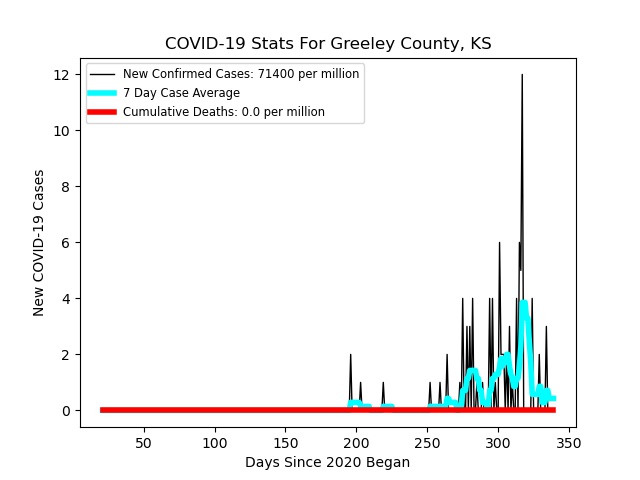 COVID-19 Stats For Greeley County, KS
New Confirmed Cases: 71400 per million
7 Day Case Average
Cumulative Deaths: 0.0 per million
New COVID-19 Cases
12
10
8
6
4
2
0
50 100 150 200 250 300 350
Days Since 2020 Began